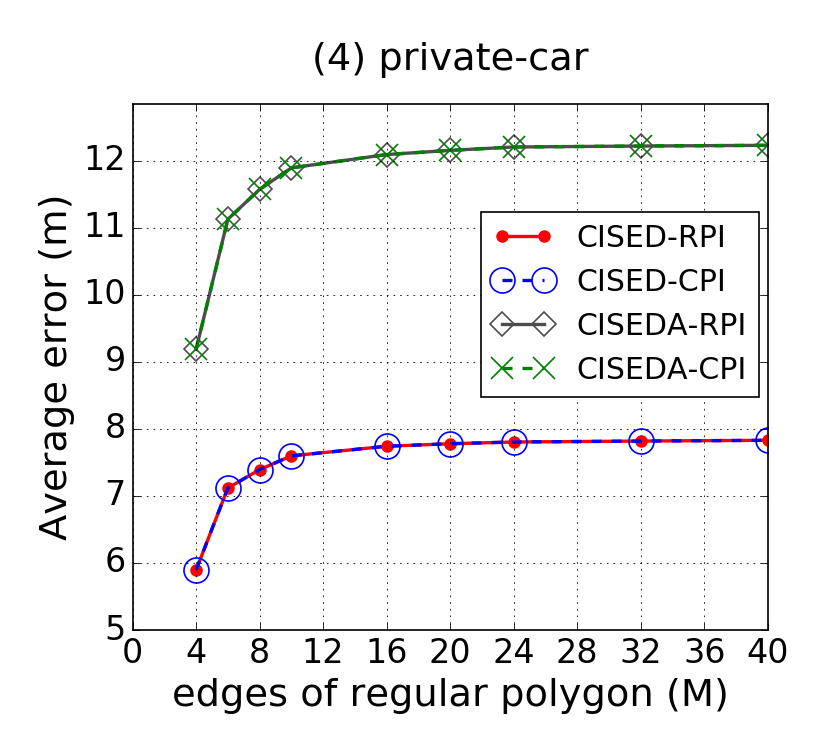 (4) private-car
Average error (m)
12
11
10
9
8
7
6
5
CISED-RPI
CISED-CPI
CISEDA-RPI
CISEDA-CPI
0 4 8 12 16 20 24 28 32 36 40
edges of regular polygon (M)